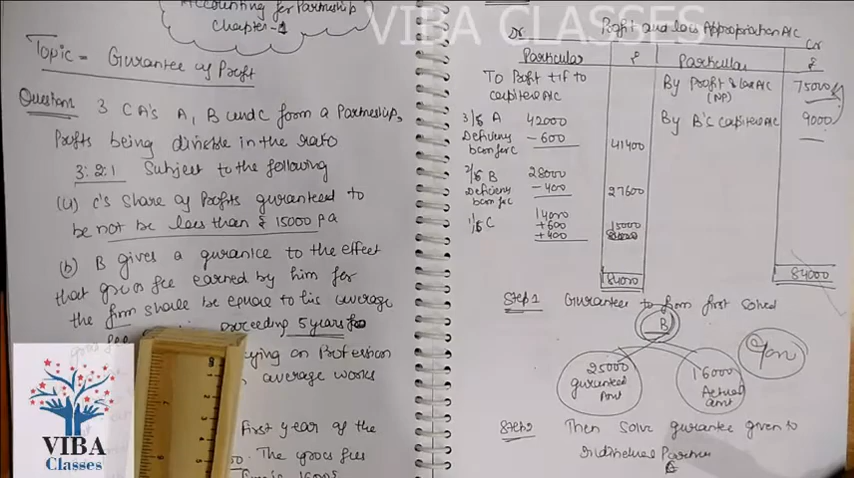 Accounting for Partnership
Chapter-1
Topic = Gurantee of Profit
Question 3 CA's A, B and C form a Partnership,
Profits being divisible in the ratio
3:2:1 Subject to the following
(a) C's Share of Profits guranteed to
be not be less than ₹ 15000 pa
(b) B gives a gurantee to the effect
that gross fee earned by him for
the firm shall be equal to his average
preceeding 5 years
ying on Profession
average works
first year of the
The gross fees
VIBA CLASSES
Profit and loss Appropriation A/c
Dr Cr
Particular ₹ Particular ₹
To Profit t/f to By Profit & loss A/c 75000
capital A/c (NP)
3/6 A 42000 By B's capital A/c 9000
Deficiency - 600 41400
born for C
2/6 B 28000
Deficiency - 400 27600
born for C
1/6 C 14000
+600 15000
+400
84000 84000
Step 1 Gurantee to firm first solved
B
25000 16000 9000
guranteed Actual
Amt amt
Step 2 Then Solve gurantee given to
individual Partner
C
8
VIBA
Classes